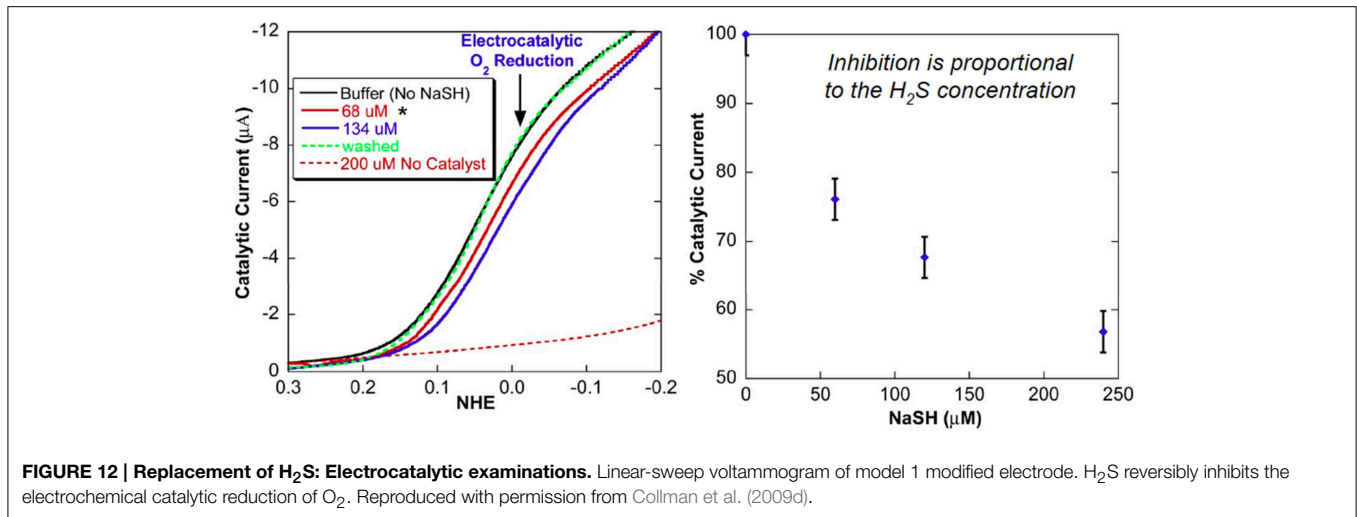 -12
-10
-8
-6
-4
-2
0
Catalytic Current (μA)
0.3
0.2
0.1
0.0
-0.1
-0.2
NHE
Electrocatalytic
O₂ Reduction
Buffer (No NaSH)
68 uM *
134 uM
washed
200 uM No Catalyst
100
90
80
70
60
50
% Catalytic Current
0
50
100
150
200
250
NaSH (μM)
Inhibition is proportional
to the H₂S concentration
FIGURE 12 | Replacement of H₂S: Electrocatalytic examinations. Linear-sweep voltammogram of model 1 modified electrode. H₂S reversibly inhibits the
electrochemical catalytic reduction of O₂. Reproduced with permission from Collman et al. (2009d).